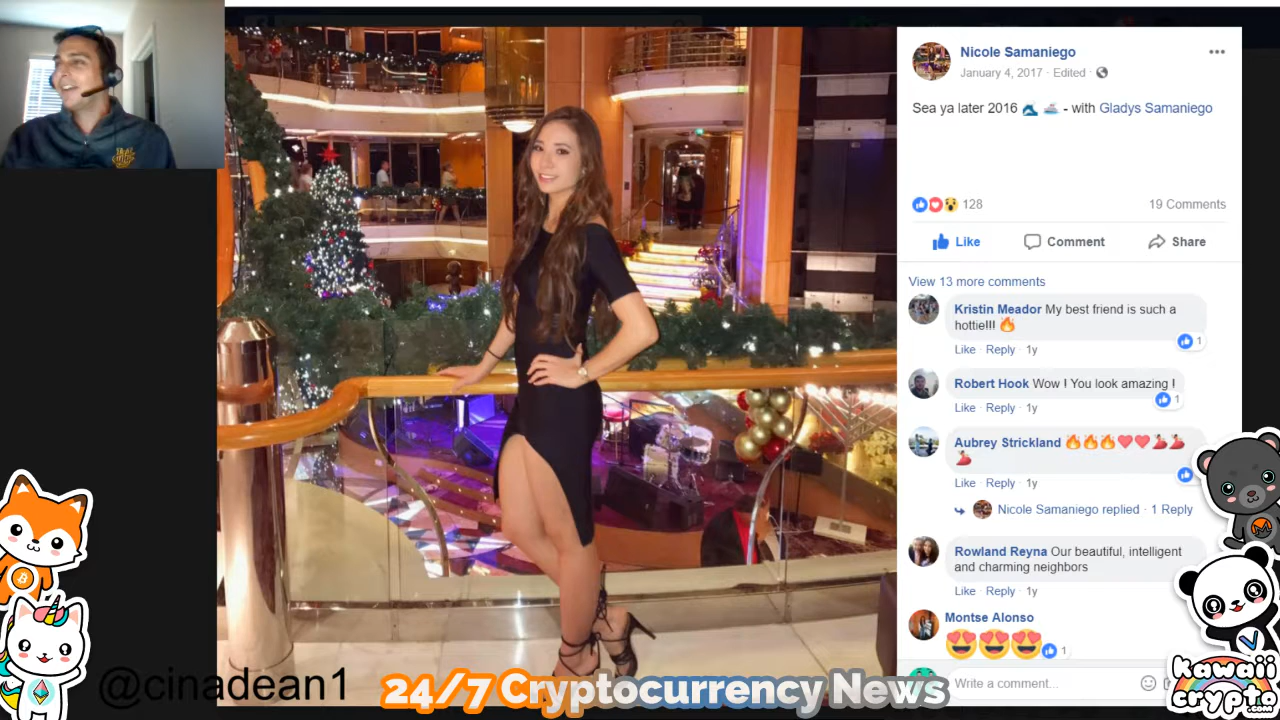 Nicole Samaniego
January 4, 2017 · Edited ·
Sea ya later 2016 🌊 🚢 - with Gladys Samaniego
128
19 Comments
Like
Comment
Share
View 13 more comments
Kristin Meador My best friend is such a
hottie!!! 🔥
1
Like · Reply · 1y
Robert Hook Wow ! You look amazing !
1
Like · Reply · 1y
Aubrey Strickland 🔥🔥🔥❤️❤️💃💃
💃
Like · Reply · 1y
Nicole Samaniego replied · 1 Reply
Rowland Reyna Our beautiful, intelligent
and charming neighbors
Like · Reply · 1y
Montse Alonso
😍😍😍
1
Write a comment...
@cinadean1
24/7 Cryptocurrency News
kawaii
crypto
.com